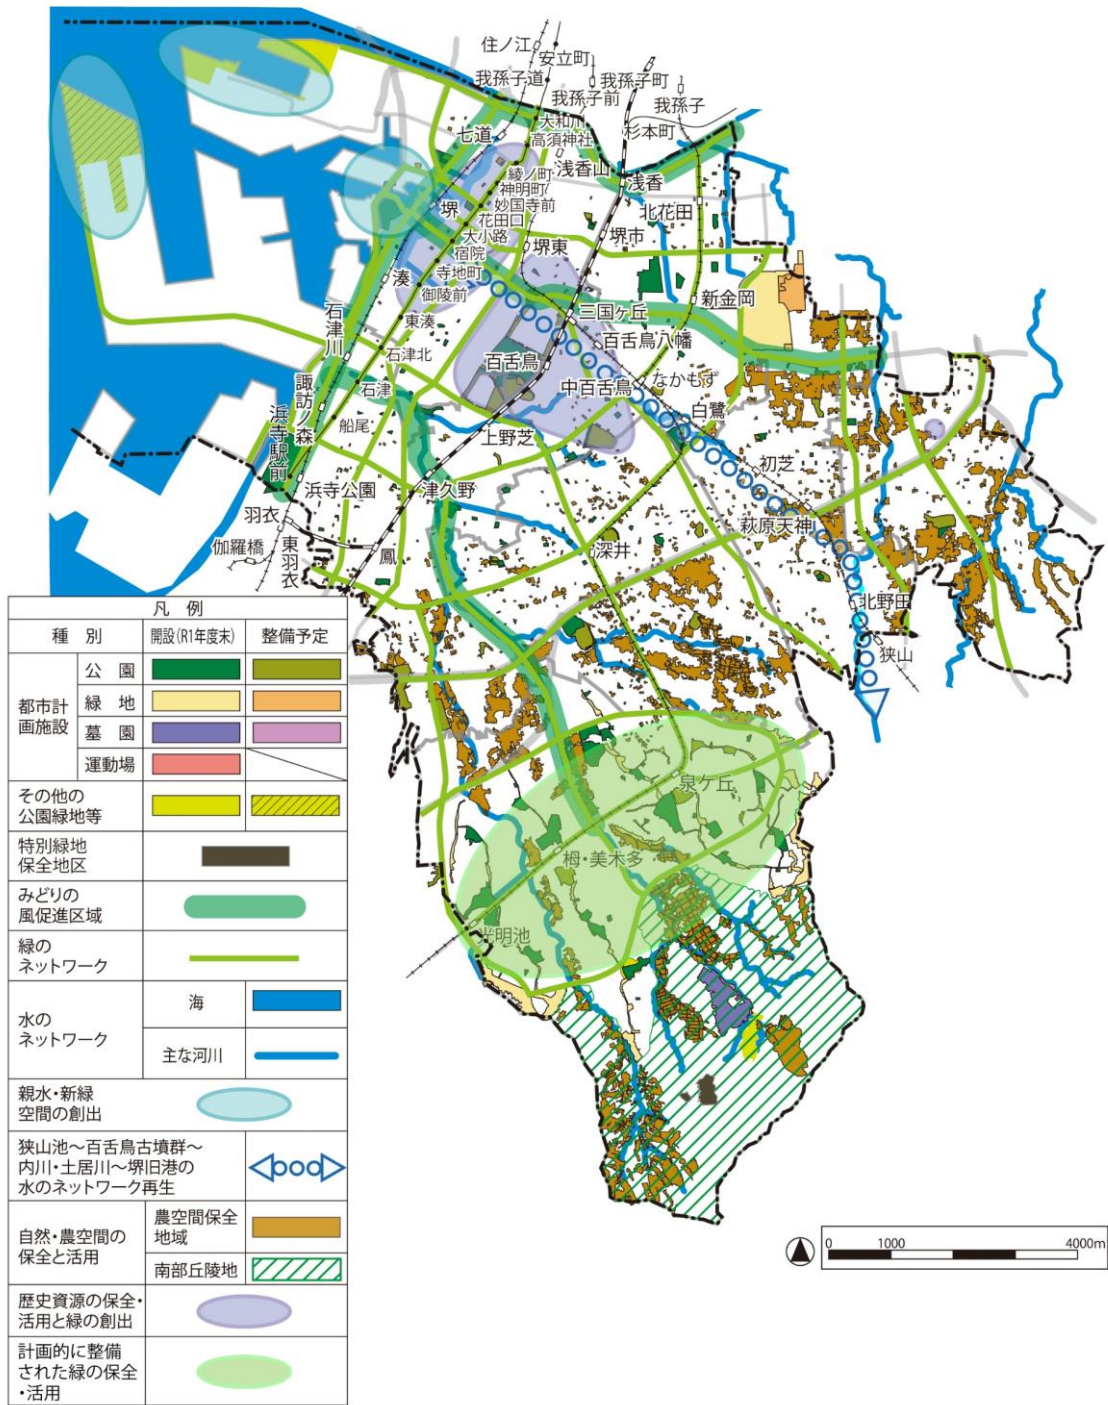 住ノ江
安立町
我孫子道
我孫子前
我孫子町
我孫子
大和川
七道
高須神社
杉本町
浅香山
浅香
綾ノ町
神明町
妙国寺前
堺
花田口
北花田
大小路
宿院
堺東
堺市
湊
寺地町
御陵前
新金岡
三国ヶ丘
石津川
東湊
百舌鳥八幡
石津北
百舌鳥
中百舌鳥
なかもず
諏訪ノ森
石津
白鷺
船尾
上野芝
浜寺駅前
初芝
浜寺公園
津久野
羽衣
萩原天神
伽羅橋
東羽衣
鳳
深井
北野田
狭山
泉ケ丘
栂・美木多
光明池
凡 例
種 別
開設(R1年度末)
整備予定
都市計
画施設
公 園
緑 地
墓 園
運動場
その他の
公園緑地等
特別緑地
保全地区
みどりの
風促進区域
緑の
ネットワーク
水の
ネットワーク
海
主な河川
親水・新緑
空間の創出
狭山池~百舌鳥古墳群~
内川・土居川~堺旧港の
水のネットワーク再生
自然・農空間の
保全と活用
農空間保全
地域
南部丘陵地
歴史資源の保全・
活用と緑の創出
計画的に整備
された緑の保全
・活用
0 1000 4000m